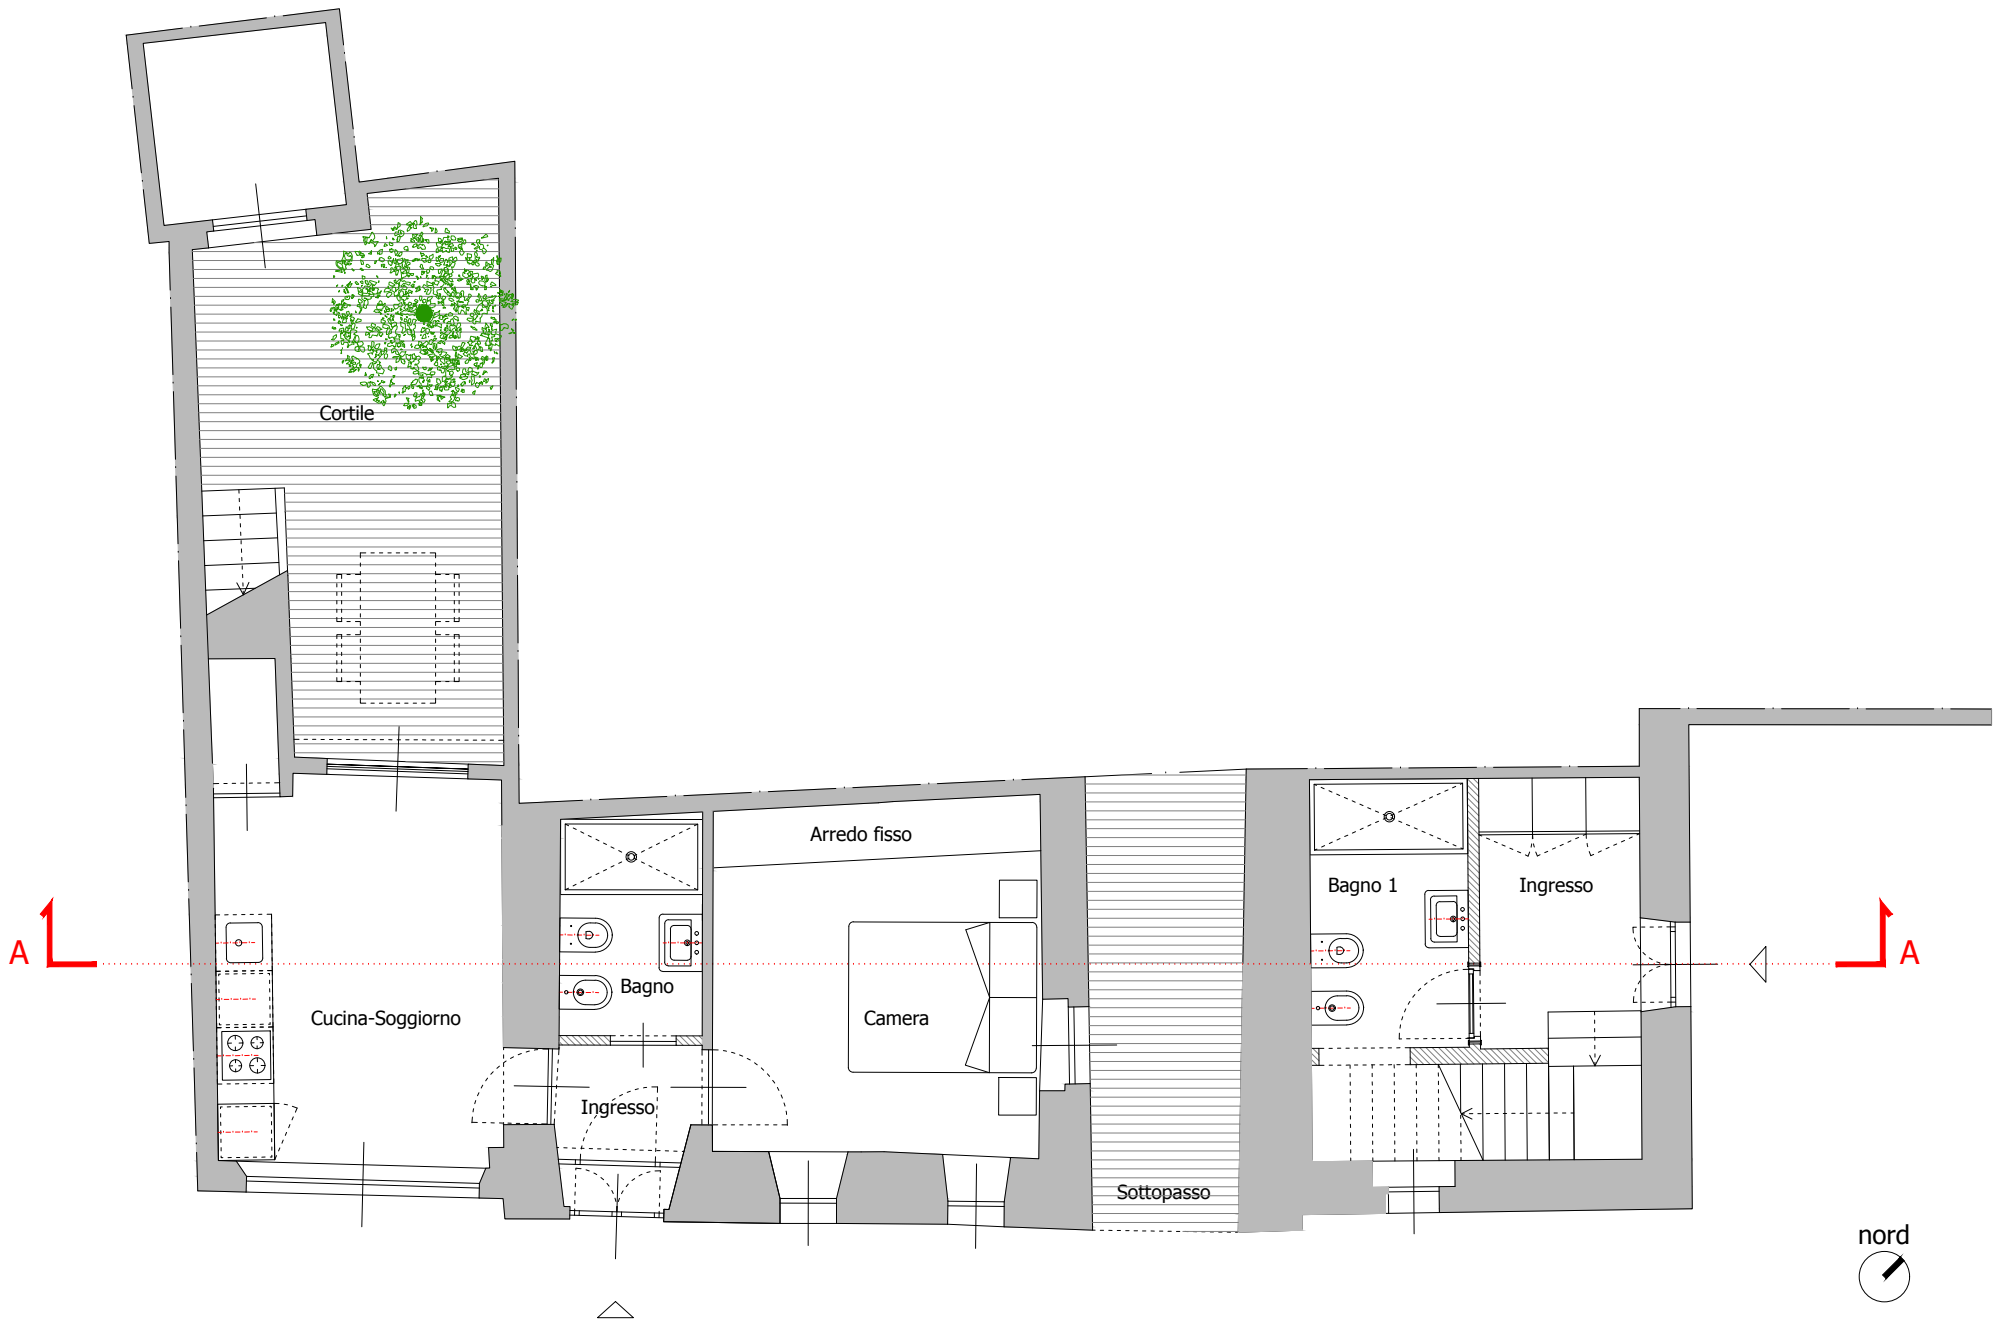 Cortile
Arredo fisso
Bagno 1
Ingresso
A
A
Bagno
Cucina-Soggiorno
Camera
Ingresso
Sottopasso
nord